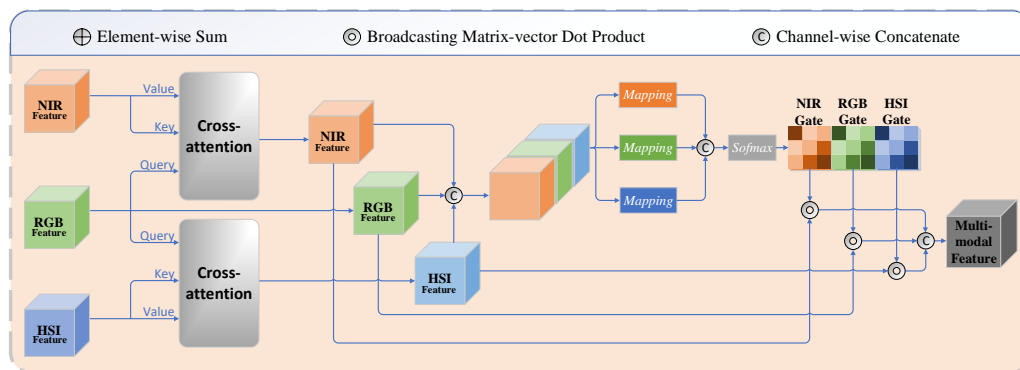 Element-wise Sum
Broadcasting Matrix-vector Dot Product
C Channel-wise Concatenate
NIR
Feature
Value
Key
Query
Cross-
attention
RGB
Feature
Query
Key
Value
Cross-
attention
HSI
Feature
NIR
Feature
RGB
Feature
HSI
Feature
C
Mapping
Mapping
Mapping
C
Sofmax
NIR
Gate
RGB
Gate
HSI
Gate
C
Multi-
modal
Feature